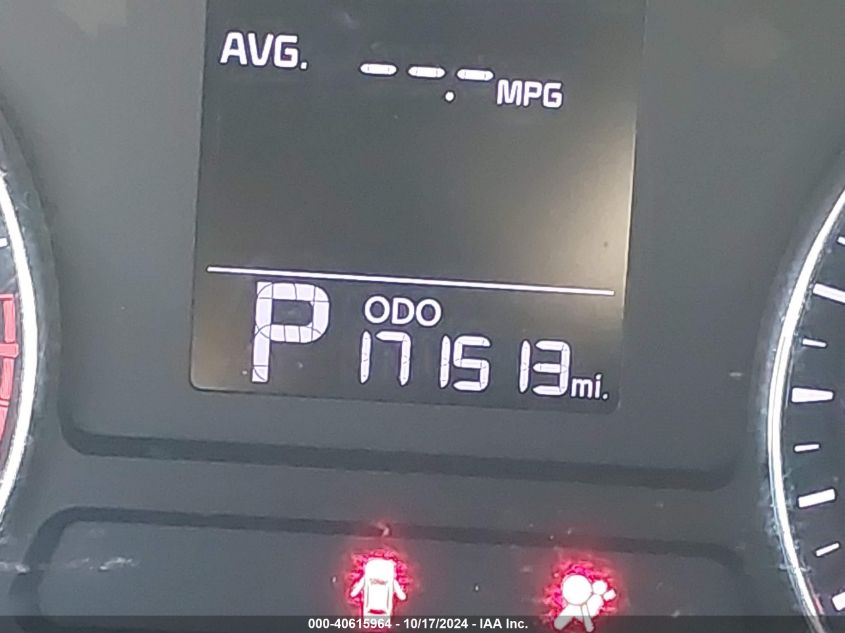 AVG. --.- MPG
ODO
P 171513 mi.
000-40615964 - 10/17/2024 - IAA Inc.